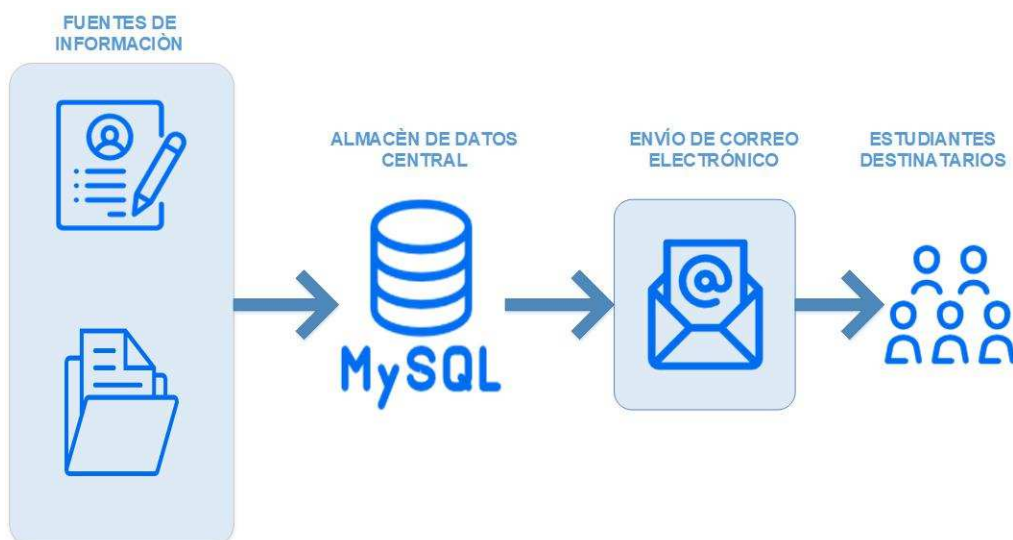 FUENTES DE
INFORMACIÒN
ALMACÈN DE DATOS
CENTRAL
MySQL
ENVÍO DE CORREO
ELECTRÓNICO
@
ESTUDIANTES
DESTINATARIOS